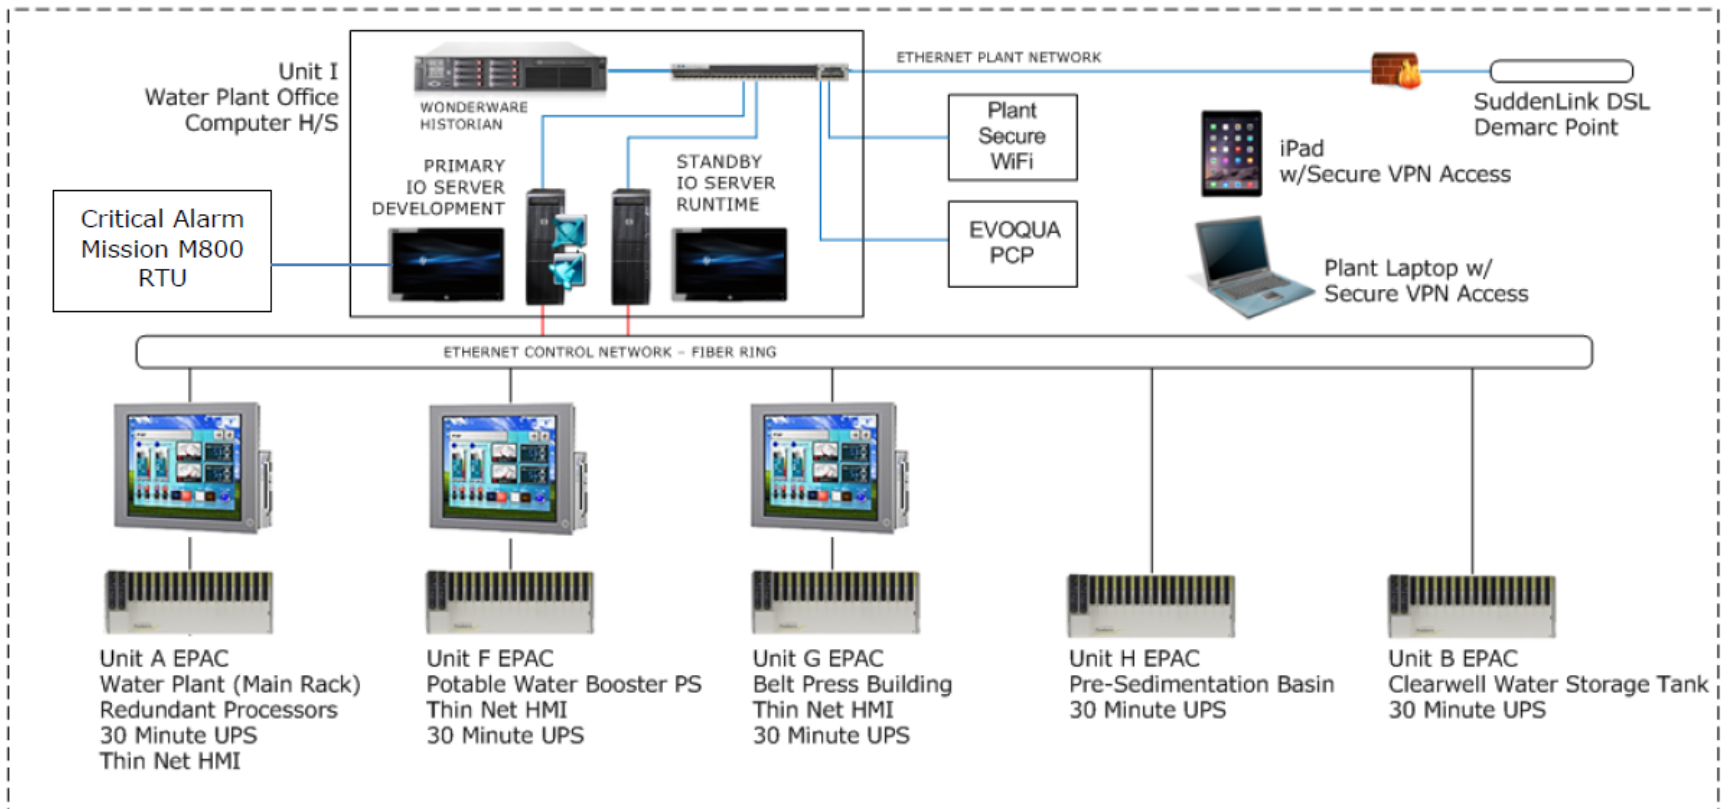 Unit I
Water Plant Office
Computer H/S
WONDERWARE
HISTORIAN
ETHERNET PLANT NETWORK
SuddenLink DSL
Demarc Point
Plant
Secure
WiFi
iPad
w/Secure VPN Access
PRIMARY
IO SERVER
DEVELOPMENT
STANDBY
IO SERVER
RUNTIME
Critical Alarm
Mission M800
RTU
EVOQUA
PCP
Plant Laptop w/
Secure VPN Access
ETHERNET CONTROL NETWORK – FIBER RING
Unit A EPAC
Water Plant (Main Rack)
Redundant Processors
30 Minute UPS
Thin Net HMI
Unit F EPAC
Potable Water Booster PS
Thin Net HMI
30 Minute UPS
Unit G EPAC
Belt Press Building
Thin Net HMI
30 Minute UPS
Unit H EPAC
Pre-Sedimentation Basin
30 Minute UPS
Unit B EPAC
Clearwell Water Storage Tank
30 Minute UPS